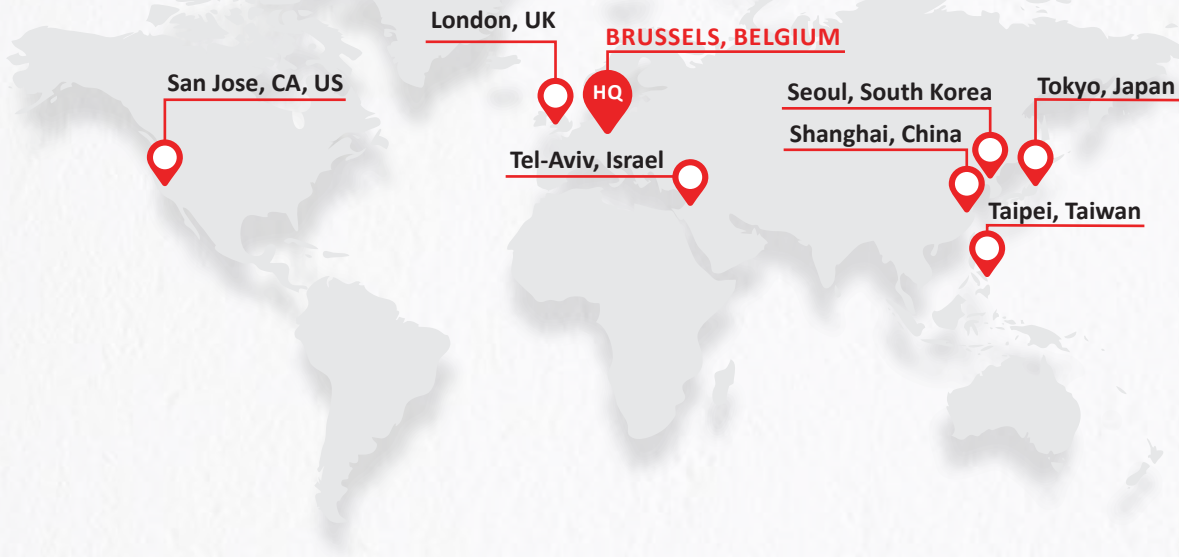 London, UK
BRUSSELS, BELGIUM
San Jose, CA, US
HQ
Seoul, South Korea
Tokyo, Japan
Shanghai, China
Tel-Aviv, Israel
Taipei, Taiwan